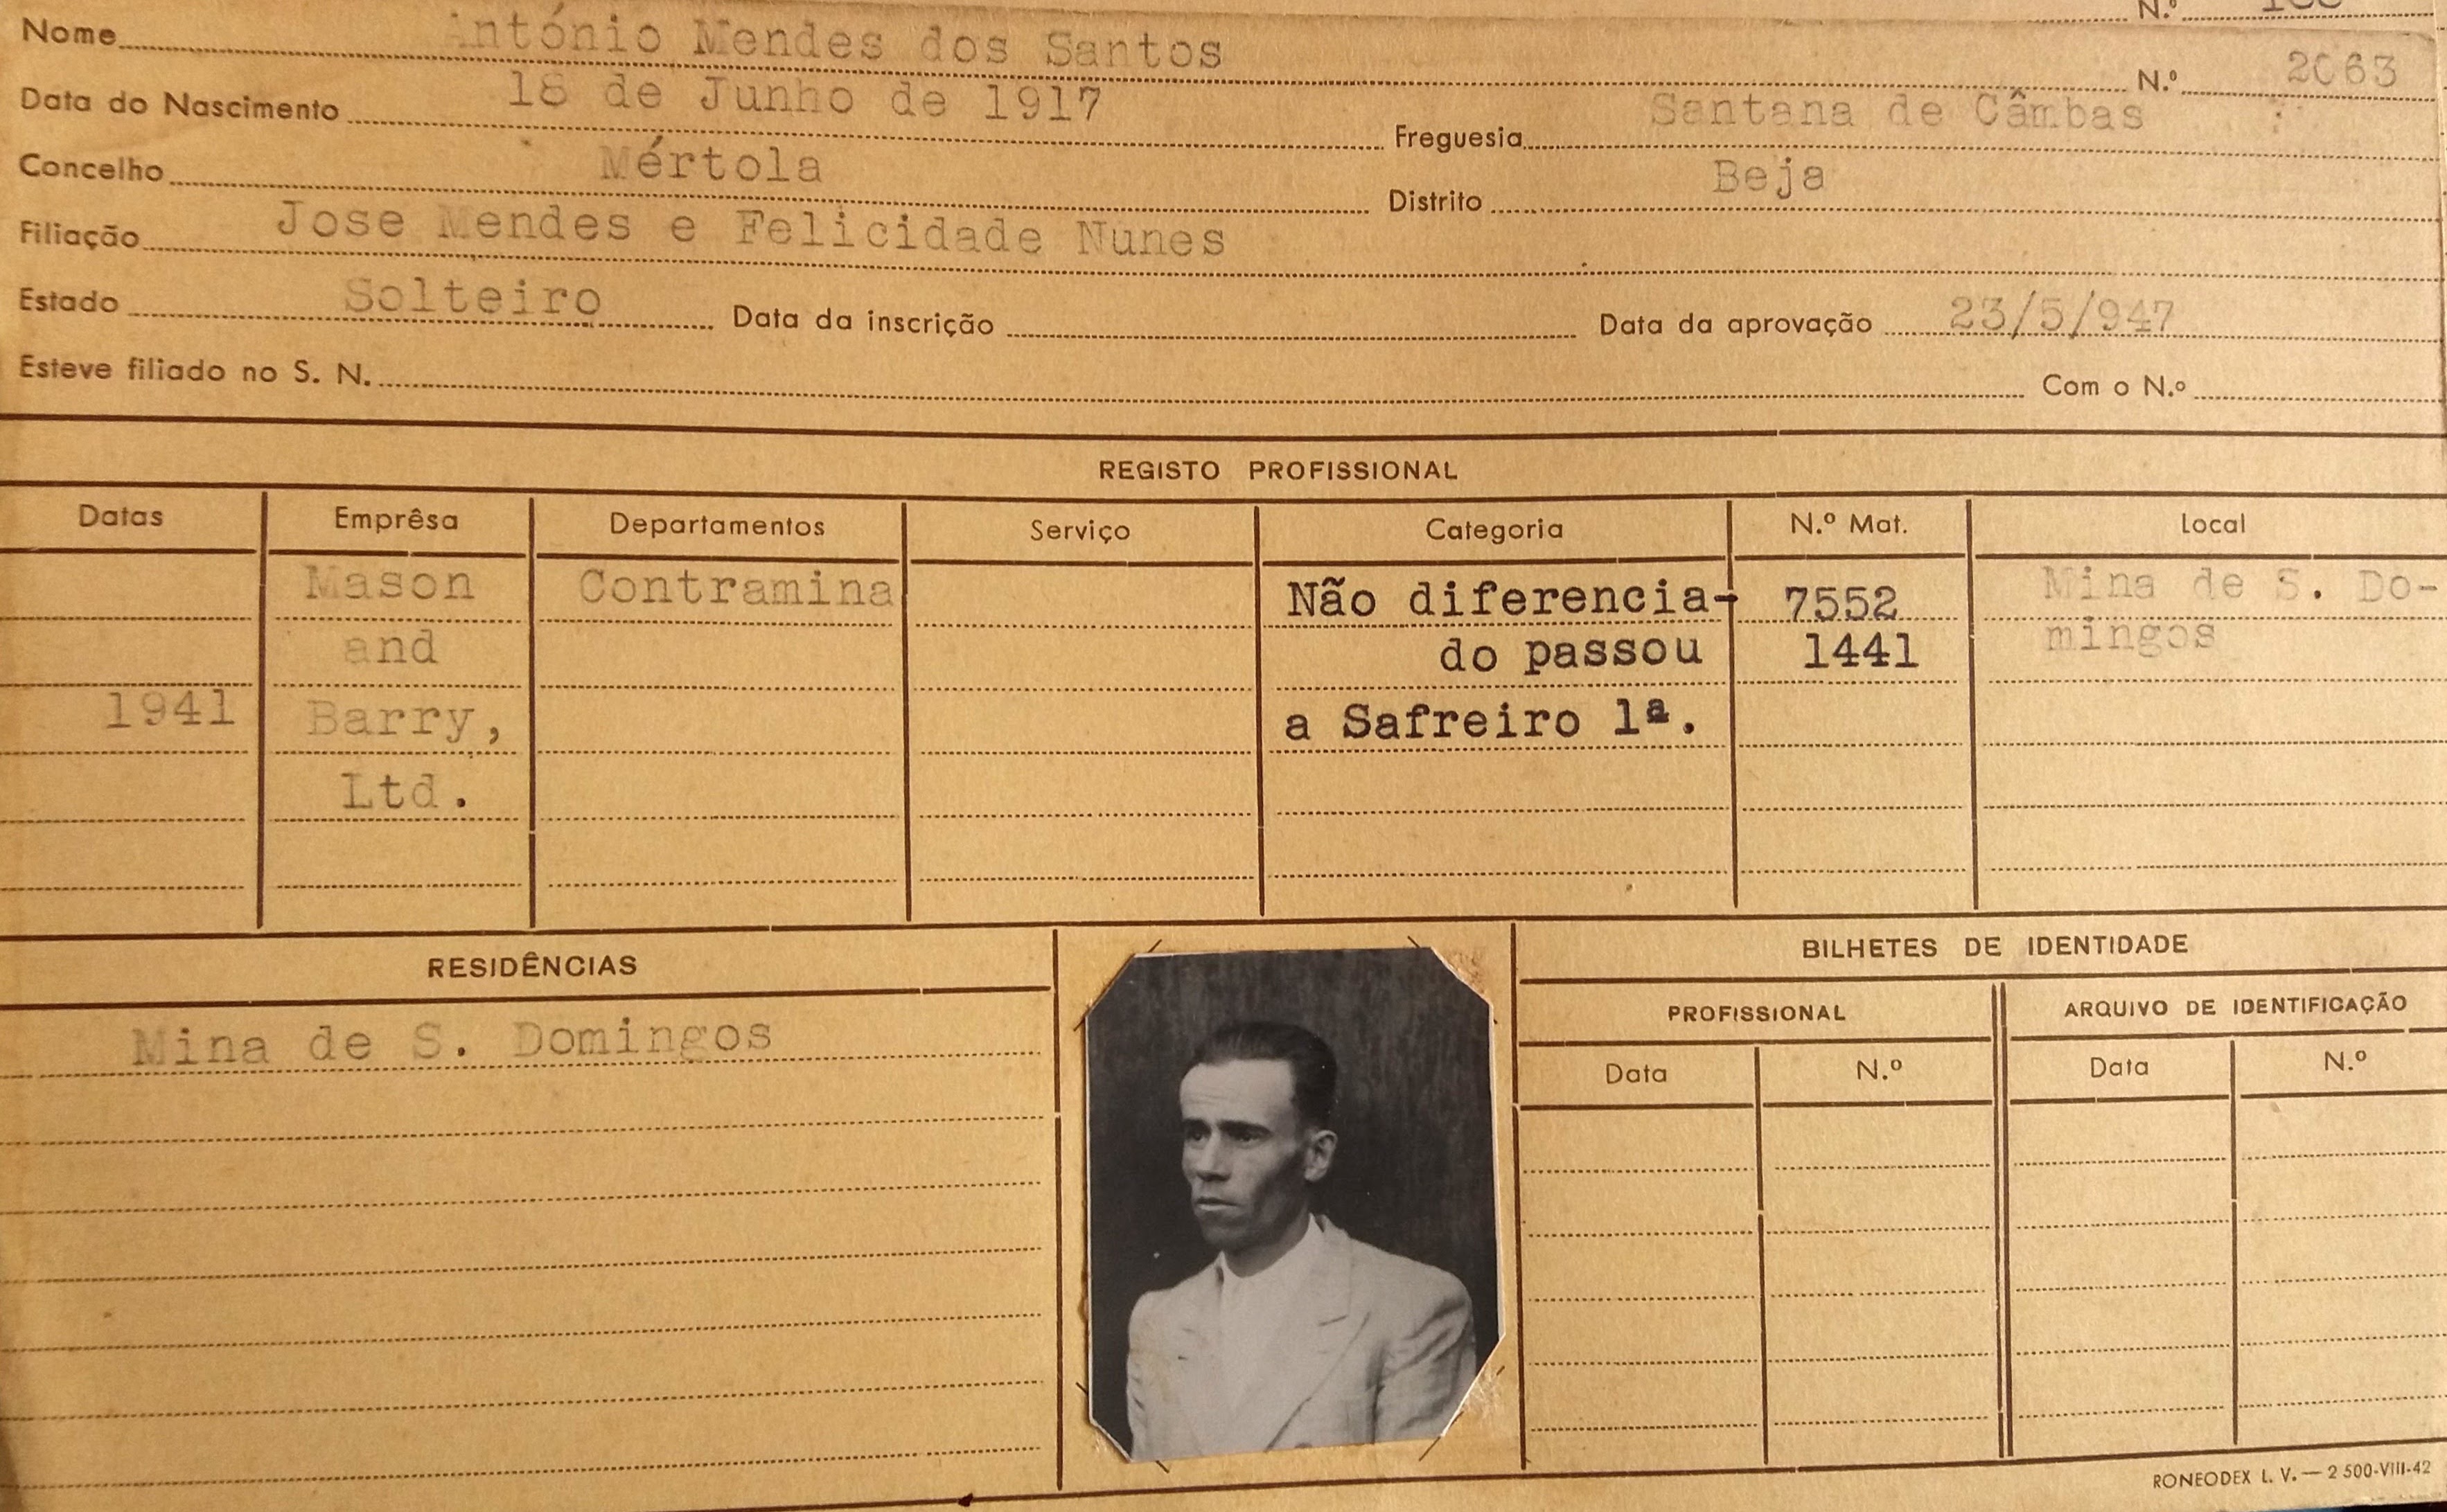 N.º
Nome António Mendes dos Santos N.º 2063
Data do Nascimento 18 de Junho de 1917 Freguesia Santana de Câmbas
Concelho Mértola Distrito Beja
Filiação Jose Mendes e Felicidade Nunes
Estado Solteiro Data da inscrição Data da aprovação 23/5/947
Esteve filiado no S. N. Com o N.º
REGISTO PROFISSIONAL
Datas Emprêsa Departamentos Serviço Categoria N.º Mat. Local
Mason Contramina Não diferencia- 7552 Mina de S. Do-
and do passou 1441 mingos
1941 Barry, a Safreiro 1ª.
Ltd.
RESIDÊNCIAS
Mina de S. Domingos
BILHETES DE IDENTIDADE
PROFISSIONAL ARQUIVO DE IDENTIFICAÇÃO
Data N.º Data N.º
RONEODEX L. V. — 2 500-VIII-42